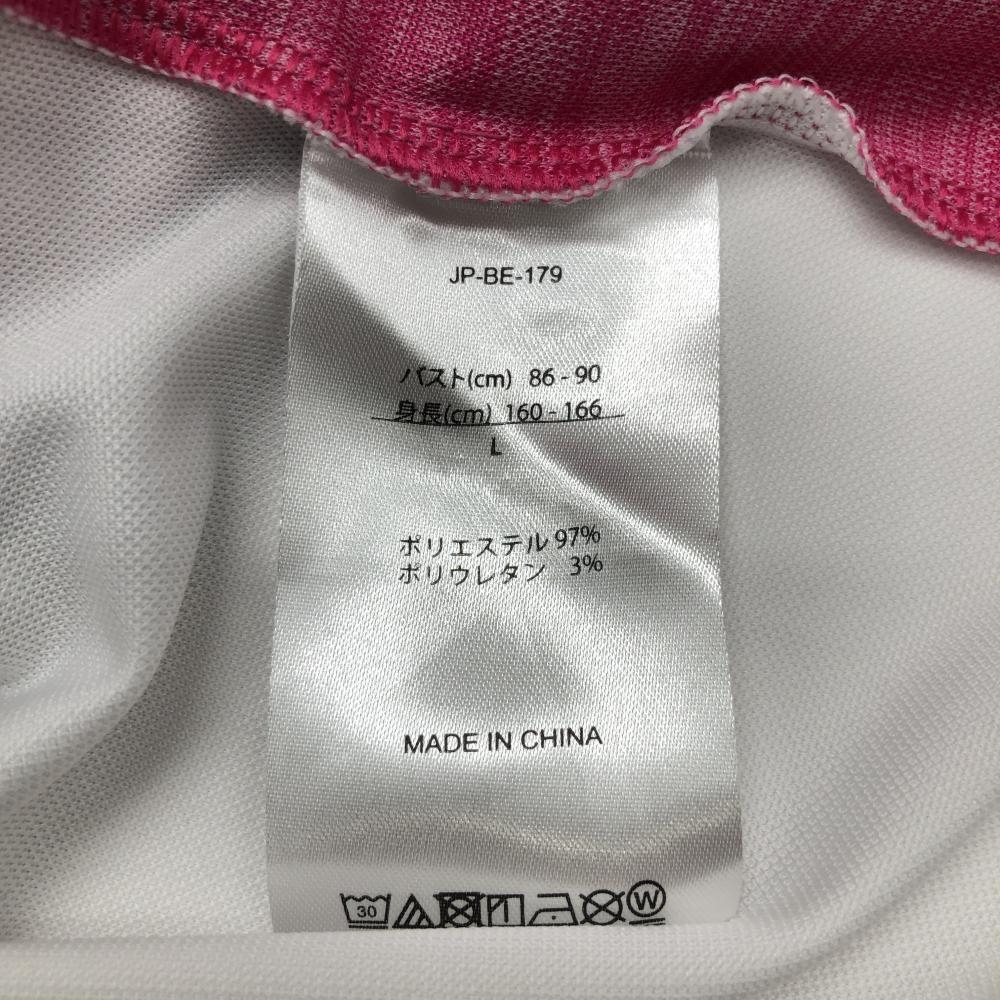 JP-BE-179
バスト(cm) 86 - 90
身長(cm) 160 - 166
L
ポリエステル 97%
ポリウレタン 3%
MADE IN CHINA
30 W